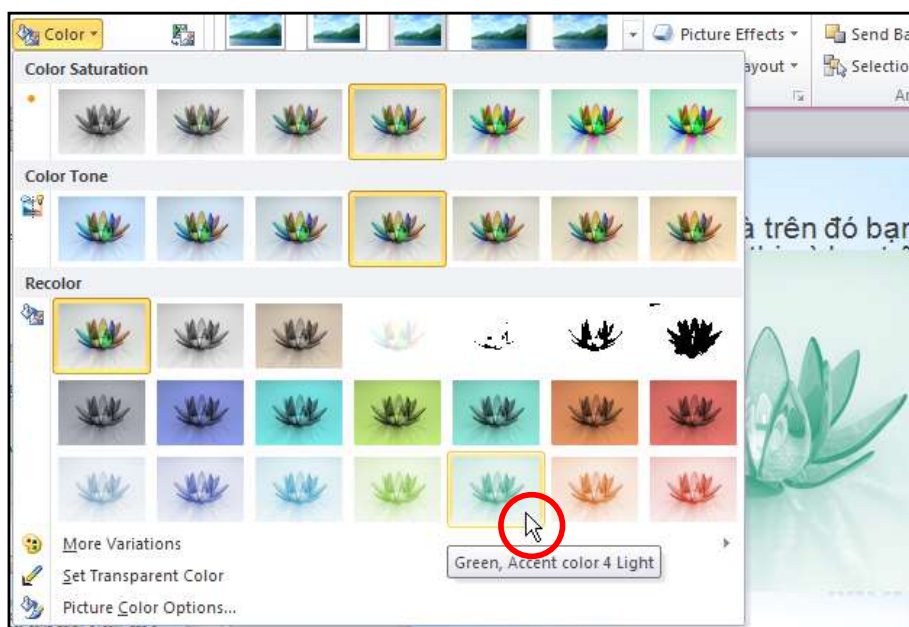 Color
Picture Effects
Send Ba
Color Saturation
ayout
Selectio
Ar
Color Tone
à trên đó bạn
Recolor
More Variations
Green, Accent color 4 Light
Set Transparent Color
Picture Color Options...